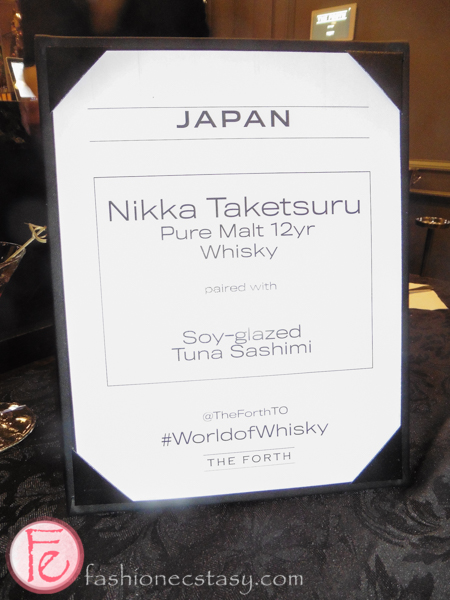 JAPAN
Nikka Taketsuru
Pure Malt 12yr
Whisky
paired with
Soy-glazed
Tuna Sashimi
@TheForthTO
#WorldofWhisky
THE FORTH
Fe
fashionecstasy.com